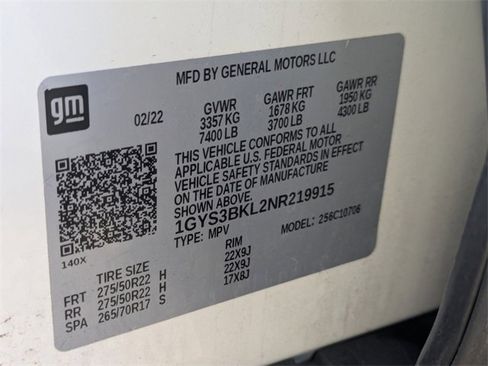 MFD BY GENERAL MOTORS LLC
gm
02/22
GVWR GAWR FRT GAWR RR
3357 KG 1678 KG 1950 KG
7400 LB 3700 LB 4300 LB
THIS VEHICLE CONFORMS TO ALL
APPLICABLE U.S. FEDERAL MOTOR
VEHICLE SAFETY STANDARDS IN EFFECT
ON THE DATE OF MANUFACTURE
SHOWN ABOVE.
1GYS3BKL2NR219915
TYPE: MPV MODEL: 256C10706
140X
TIRE SIZE RIM
FRT 275/50R22 H 22X9J
RR 275/50R22 H 22X9J
SPA 265/70R17 S 17X8J